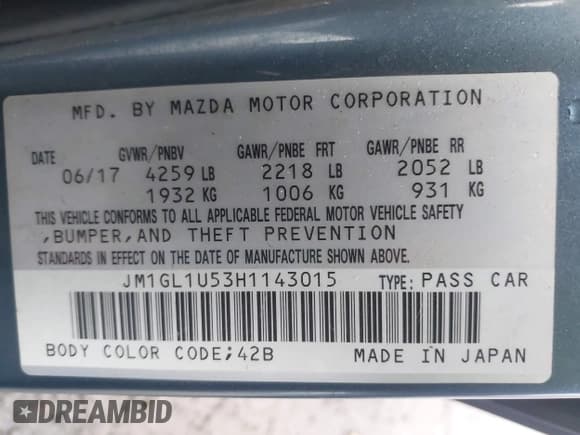 MFD. BY MAZDA MOTOR CORPORATION
DATE GVWR/PNBV GAWR/PNBE FRT GAWR/PNBE RR
06/17 4259 LB 2218 LB 2052 LB
1932 KG 1006 KG 931 KG
THIS VEHICLE CONFORMS TO ALL APPLICABLE FEDERAL MOTOR VEHICLE SAFETY
,BUMPER,AND THEFT PREVENTION
STANDARDS IN EFFECT ON THE DATE OF MANUFACTURE SHOWN ABOVE.
JM1GL1U53H1143015 TYPE: PASS CAR
BODY COLOR CODE;42B MADE IN JAPAN
DREAMBID